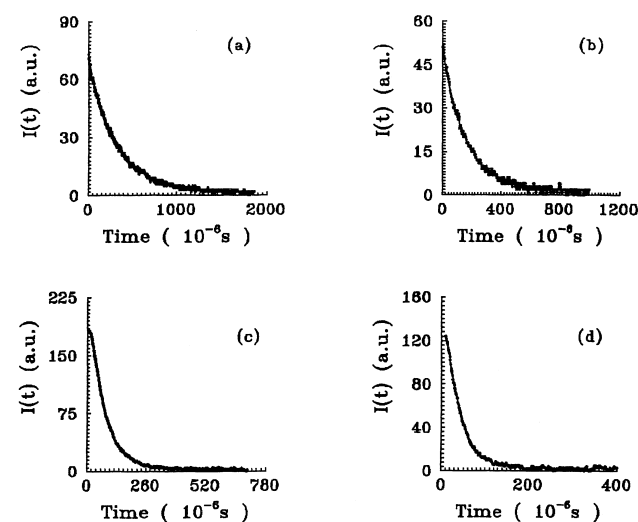 90
(a)
60
I(t) (a.u.)
30
0
0 1000 2000
Time ( 10⁻⁶s )
60
(b)
45
I(t) (a.u.)
30
15
0
0 400 800 1200
Time ( 10⁻⁶s )
225
(c)
150
I(t) (a.u.)
75
0
0 260 520 780
Time ( 10⁻⁶s )
160
(d)
120
I(t) (a.u.)
80
40
0
0 200 400
Time ( 10⁻⁶s )